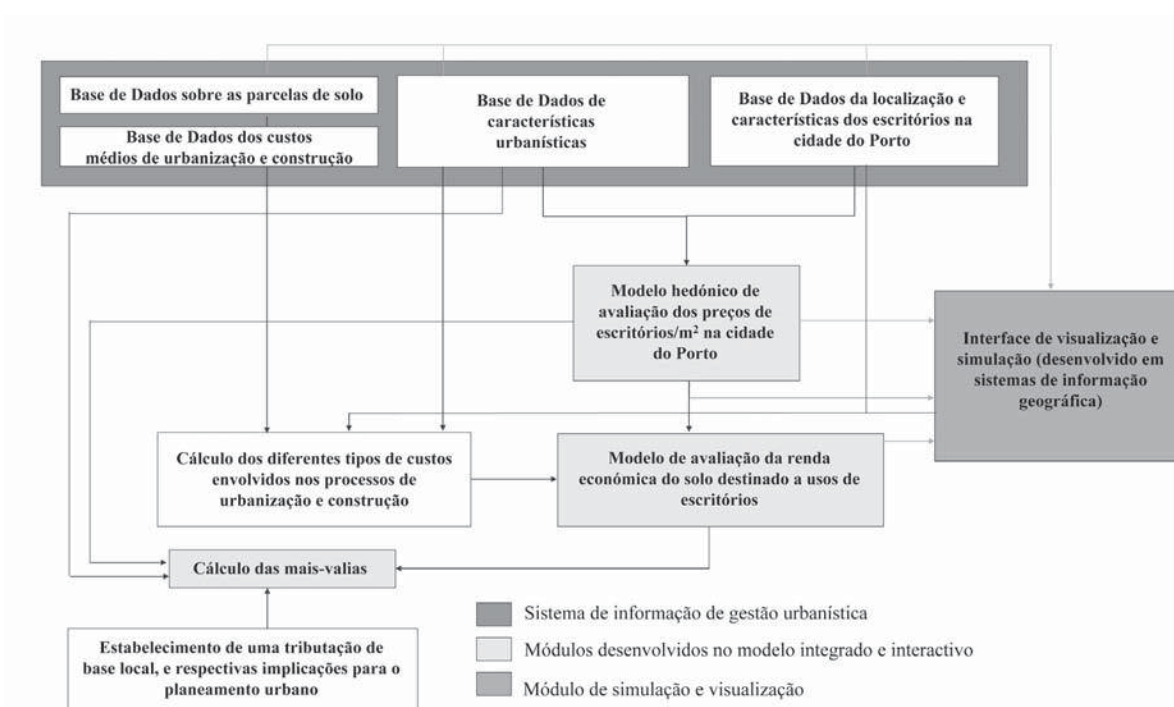 Base de Dados sobre as parcelas de solo
Base de Dados dos custos
médios de urbanização e construção
Base de Dados de
características
urbanísticas
Base de Dados da localização e
características dos escritórios na
cidade do Porto
Modelo hedónico de
avaliação dos preços de
escritórios/m² na cidade
do Porto
Interface de visualização e
simulação (desenvolvido em
sistemas de informação
geográfica)
Cálculo dos diferentes tipos de custos
envolvidos nos processos de
urbanização e construção
Modelo de avaliação da renda
económica do solo destinado a usos de
escritórios
Cálculo das mais-valias
Estabelecimento de uma tributação de
base local, e respectivas implicações para o
planeamento urbano
Sistema de informação de gestão urbanística
Módulos desenvolvidos no modelo integrado e interactivo
Módulo de simulação e visualização